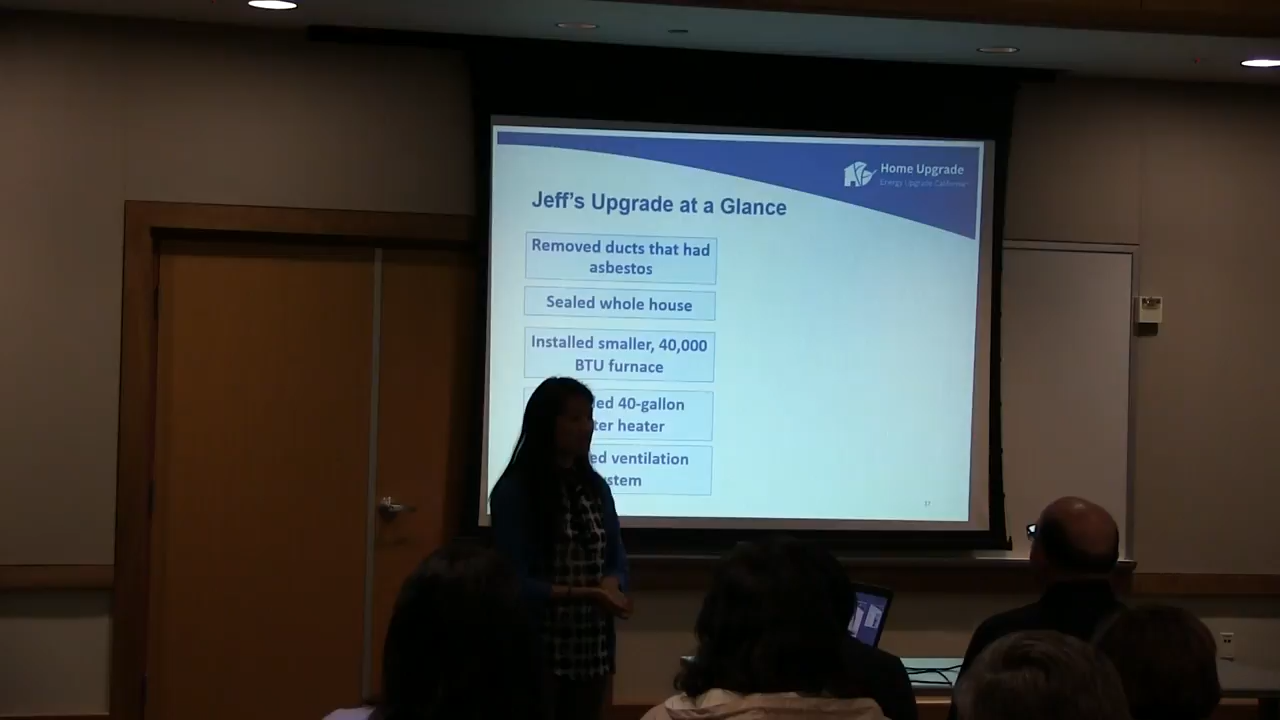 Home Upgrade
Energy Upgrade California
Jeff's Upgrade at a Glance
Removed ducts that had
asbestos
Sealed whole house
Installed smaller, 40,000
BTU furnace
40-gallon
heater
ventilation
17